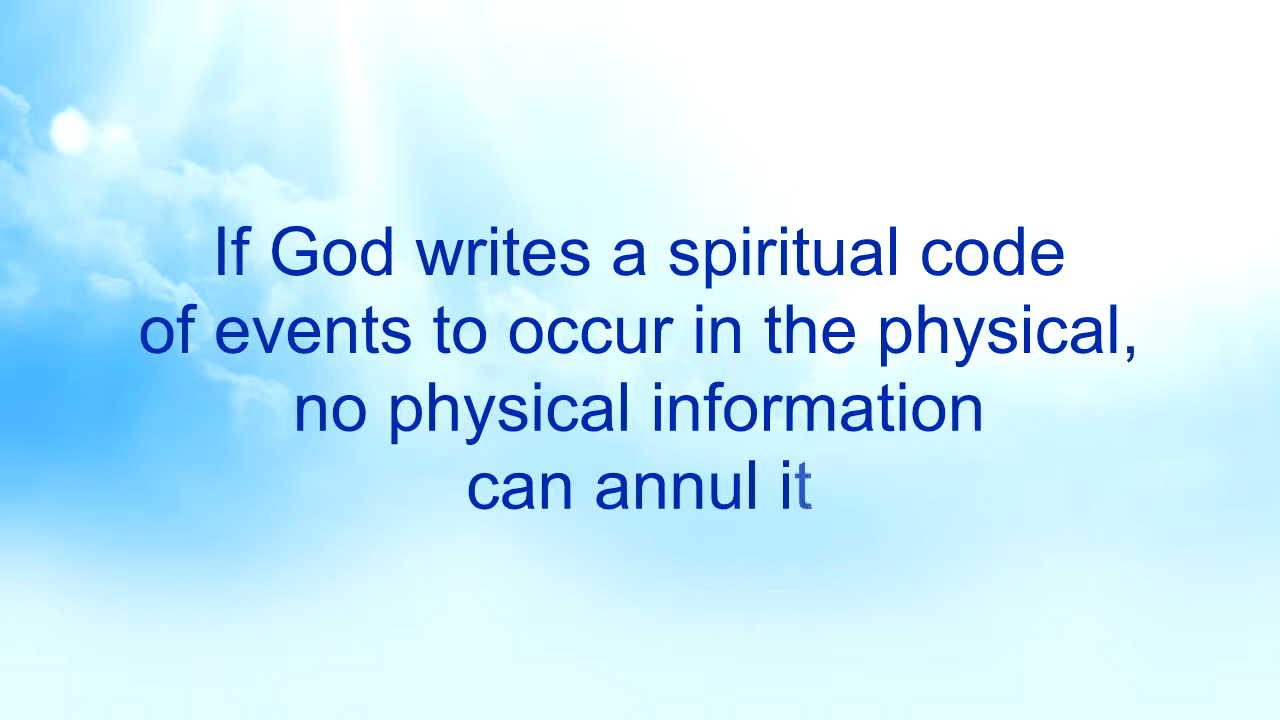 If God writes a spiritual code
of events to occur in the physical,
no physical information
can annul it